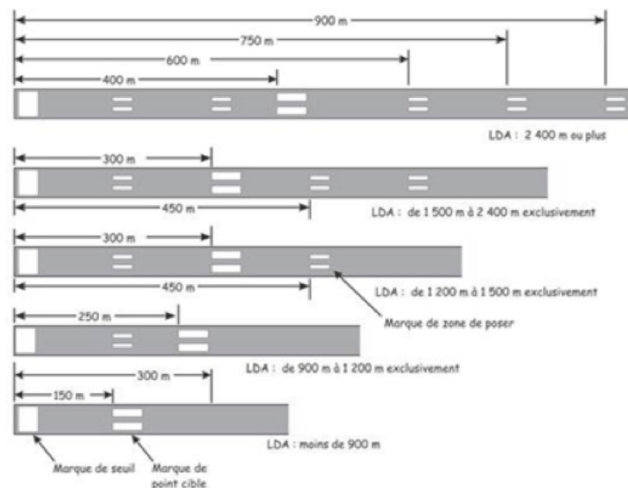 900 m
750 m
600 m
400 m
LDA : 2 400 m ou plus
300 m
450 m
LDA : de 1 500 m à 2 400 m exclusivement
300 m
450 m
LDA : de 1 200 m à 1 500 m exclusivement
250 m
Marque de zone de poser
LDA : de 900 m à 1 200 m exclusivement
300 m
150 m
LDA : moins de 900 m
Marque de seuil
Marque de
point cible